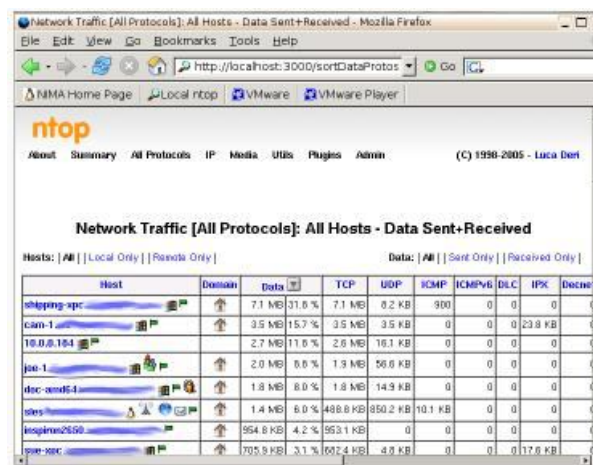 Network Traffic [All Protocols]: All Hosts - Data Sent+Received - Mozilla Firefox
File Edit View Go Bookmarks Tools Help
http://localhost:3000/sortDataProtos Go
NIMA Home Page Local ntop VMware VMware Player
ntop
About Summary All Protocols IP Media Utils Plugins Admin (C) 1998-2005 - Luca Deri
Network Traffic [All Protocols]: All Hosts - Data Sent+Received
Hosts: [ All ] [ Local Only ] [ Remote Only ] Data: [ All ] [ Sent Only ] [ Received Only ]
Host Domain Data TCP UDP ICMP ICMPv6 DLC IPX Decnet
shipping-xpc 7.1 MB 31.8 % 7.1 MB 8.2 KB 900 0 0 0
cam-1 3.5 MB 15.7 % 3.5 MB 3.5 KB 0 0 0 23.8 KB
10.0.0.184 2.7 MB 11.8 % 2.6 MB 16.1 KB 0 0 0 0
joe-1 2.0 MB 8.8 % 1.9 MB 56.6 KB 0 0 0 0
doc-amd64 1.8 MB 8.0 % 1.8 MB 14.9 KB 0 0 0 0
sles 1.4 MB 6.0 % 488.8 KB 850.2 KB 10.1 KB 0 0 0
inspiron2650 954.8 KB 4.2 % 953.1 KB 0 0 0 0 0
sue-xpc 705.9 KB 3.1 % 682.4 KB 4.8 KB 0 0 0 17.6 KB